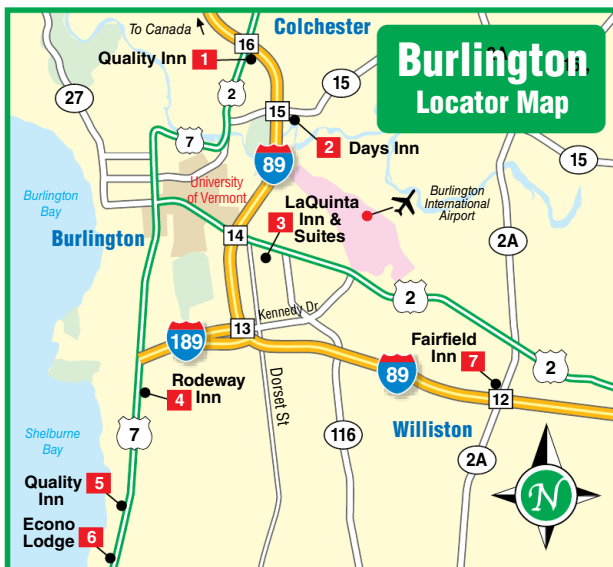 To Canada
Colchester
16
Quality Inn 1
Burlington
Locator Map
2A
15
27
2
15
15
7
2 Days Inn
15
89
University
of Vermont
Burlington
Bay
LaQuinta
Inn &
Suites
3
Burlington
International
Airport
Burlington
14
2A
2
Kennedy Dr
13
189
Fairfield
Inn
7
2
89
Rodeway
Inn
4
Dorset St
12
Shelburne
Bay
7
116
Williston
2A
Quality
Inn
5
N
Econo
Lodge
6